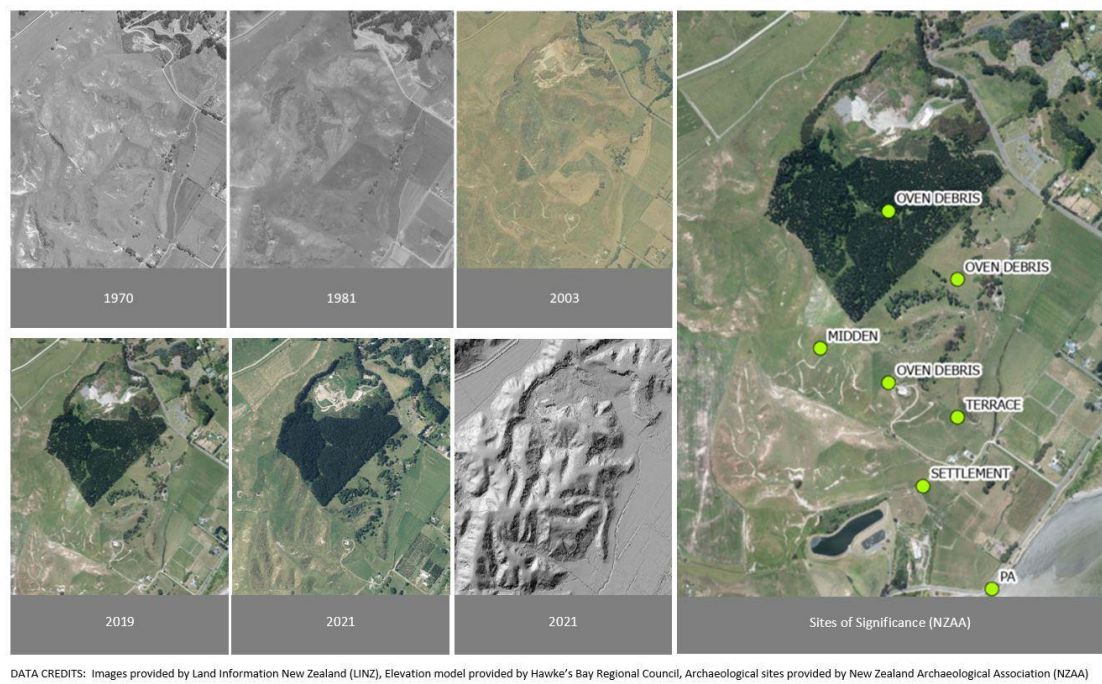 1970
1981
2003
2019
2021
2021
OVEN DEBRIS
OVEN DEBRIS
MIDDEN
OVEN DEBRIS
TERRACE
SETTLEMENT
PA
Sites of Significance (NZAA)
DATA CREDITS: Images provided by Land Information New Zealand (LINZ), Elevation model provided by Hawke's Bay Regional Council, Archaeological sites provided by New Zealand Archaeological Association (NZAA)